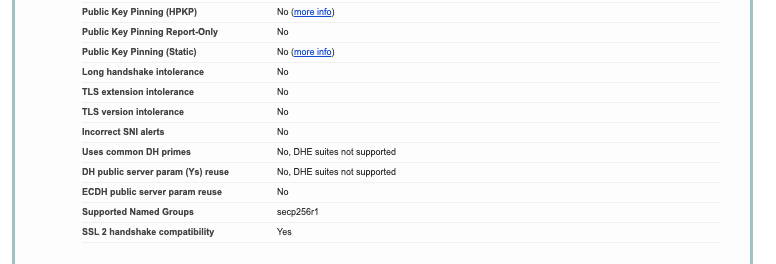 Public Key Pinning (HPKP) No (more info)
Public Key Pinning Report-Only No
Public Key Pinning (Static) No (more info)
Long handshake intolerance No
TLS extension intolerance No
TLS version intolerance No
Incorrect SNI alerts No
Uses common DH primes No, DHE suites not supported
DH public server param (Ys) reuse No, DHE suites not supported
ECDH public server param reuse No
Supported Named Groups secp256r1
SSL 2 handshake compatibility Yes